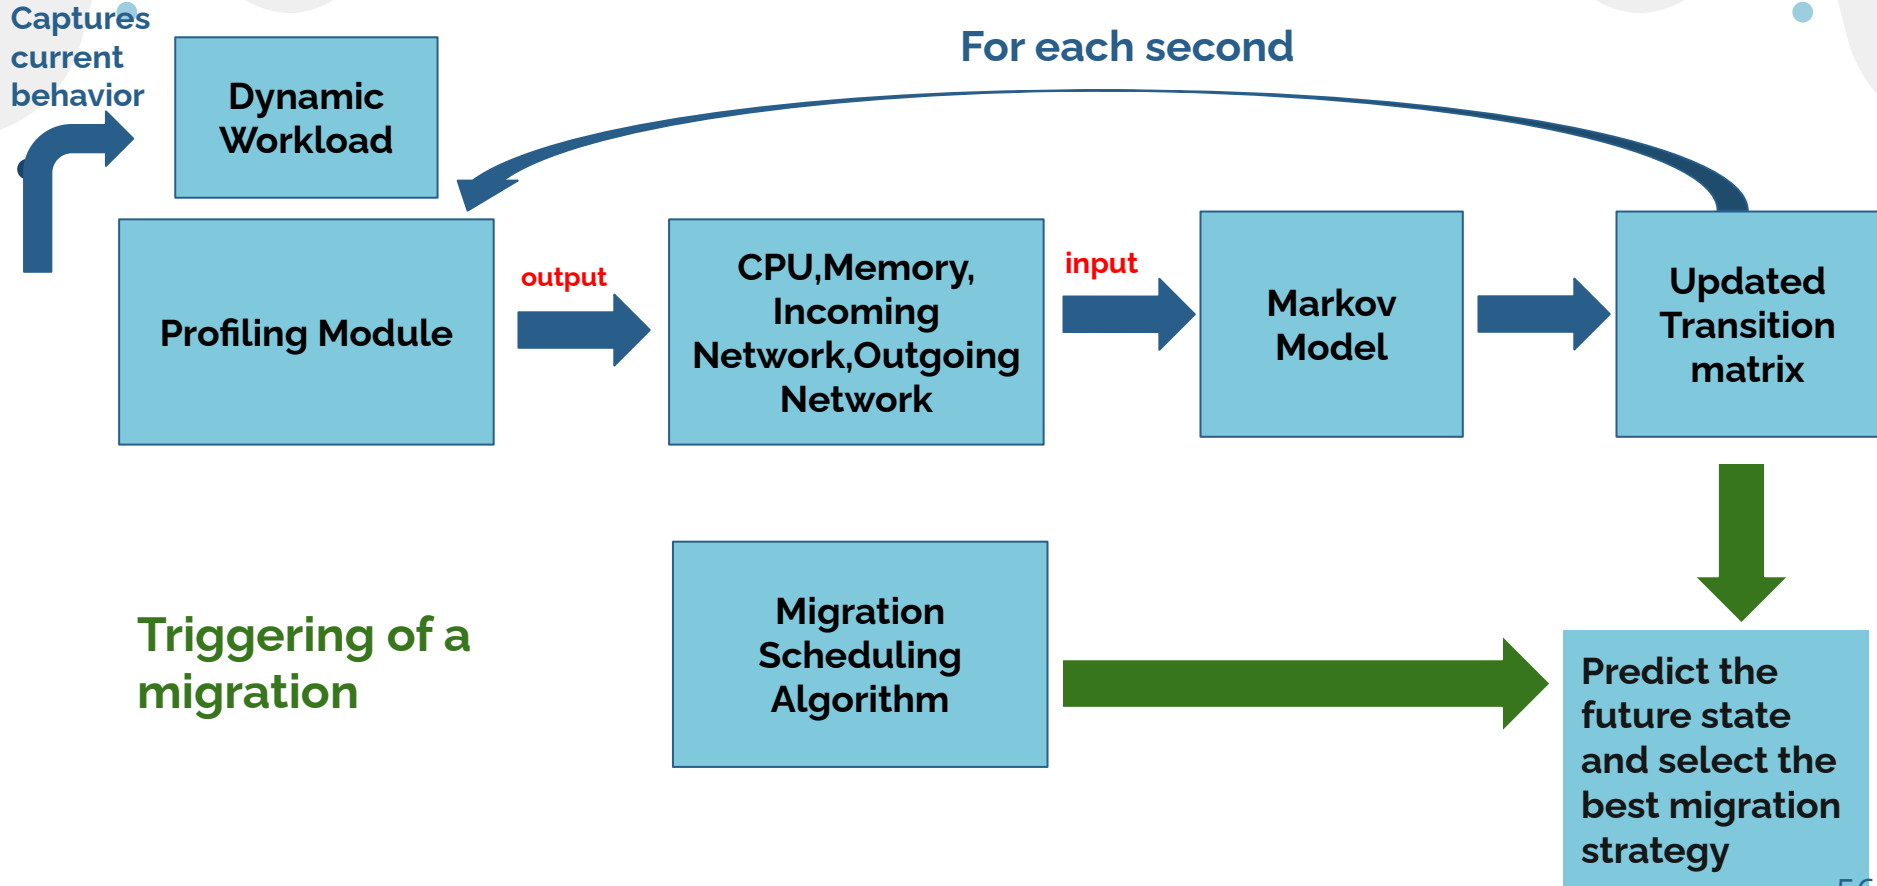 Captures
current
behavior
Dynamic
Workload
For each second
Profiling Module
output
CPU,Memory,
Incoming
Network,Outgoing
Network
input
Markov
Model
Updated
Transition
matrix
Triggering of a
migration
Migration
Scheduling
Algorithm
Predict the
future state
and select the
best migration
strategy